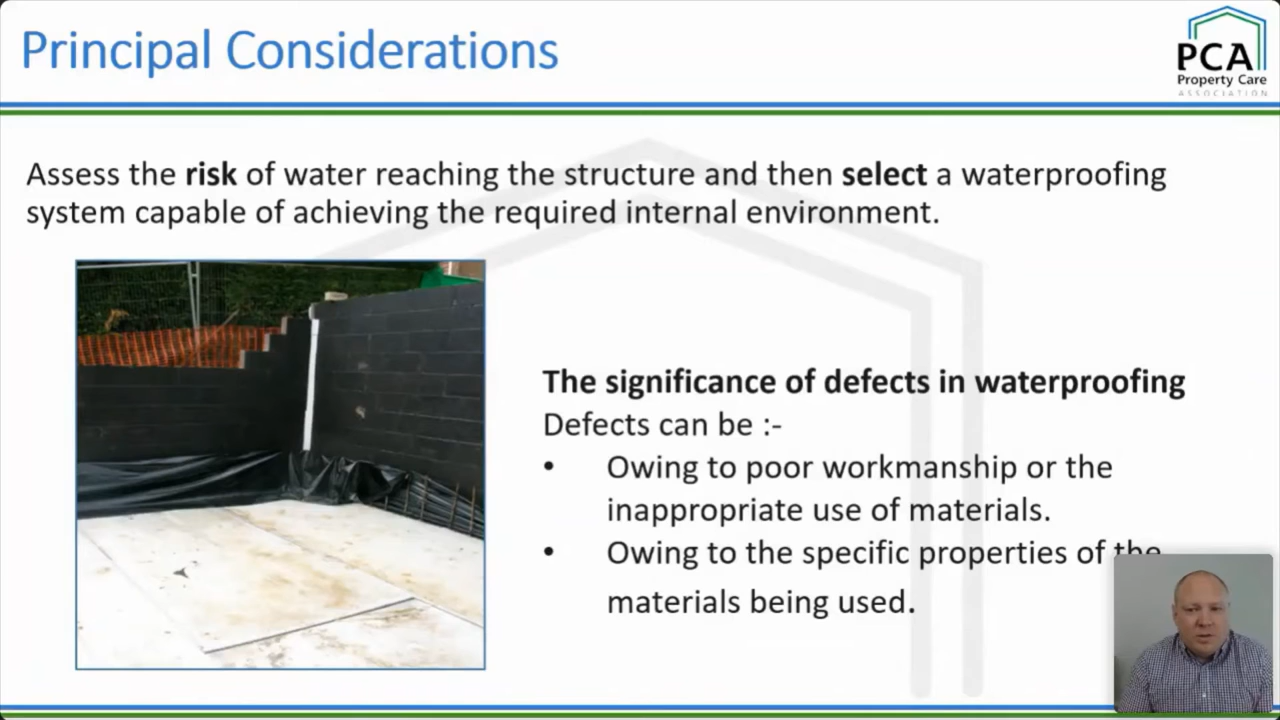 Principal Considerations
PCA
Property Care
ASSOCIATION
Assess the risk of water reaching the structure and then select a waterproofing
system capable of achieving the required internal environment.
The significance of defects in waterproofing
Defects can be :-
• Owing to poor workmanship or the
inappropriate use of materials.
• Owing to the specific properties of the
materials being used.